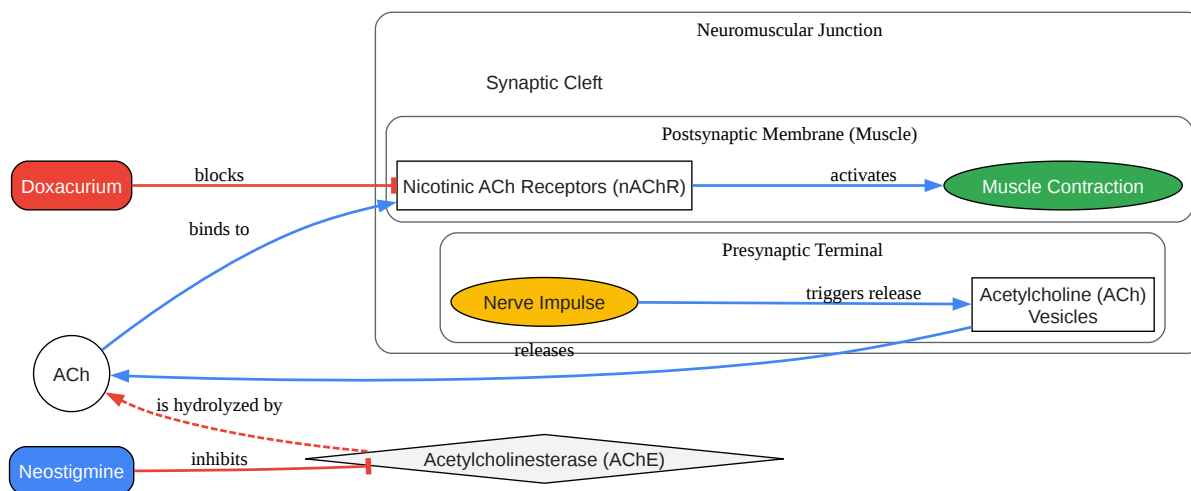 Neuromuscular Junction
Synaptic Cleft
Postsynaptic Membrane (Muscle)
Doxacurium
blocks
Nicotinic ACh Receptors (nAChR)
activates
Muscle Contraction
binds to
Presynaptic Terminal
Nerve Impulse
triggers release
Acetylcholine (ACh)
Vesicles
releases
ACh
is hydrolyzed by
Neostigmine
inhibits
Acetylcholinesterase (AChE)